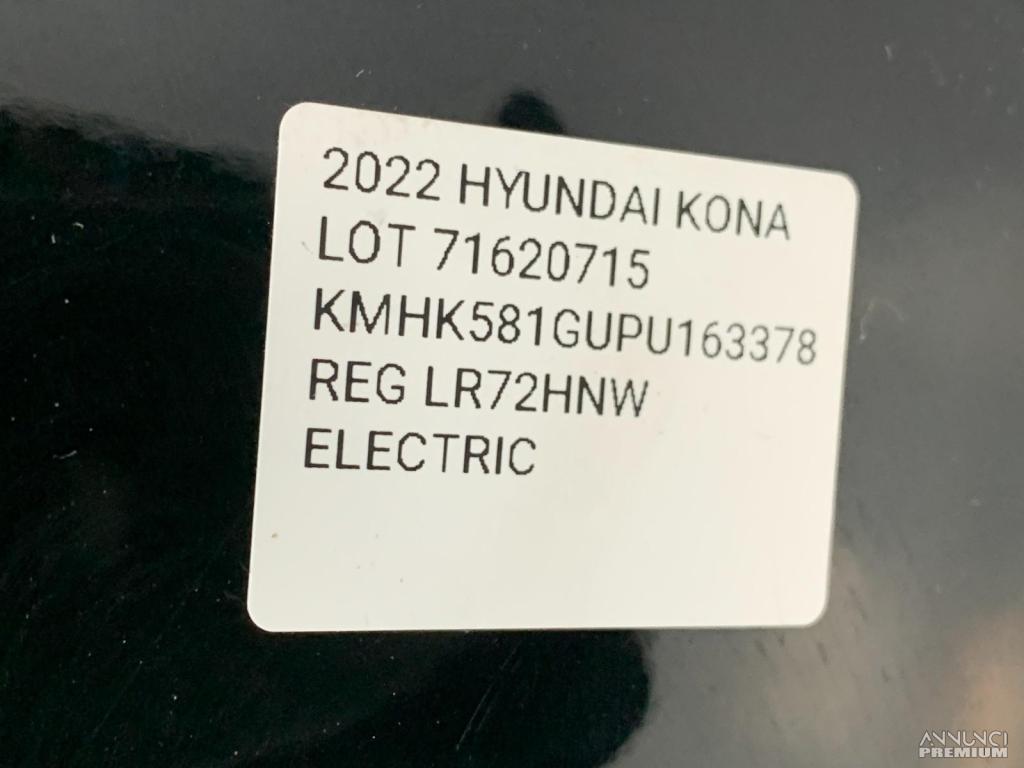 2022 HYUNDAI KONA
LOT 71620715
KMHK581GUPU163378
REG LR72HNW
ELECTRIC
ANNUNCI
PREMIUM